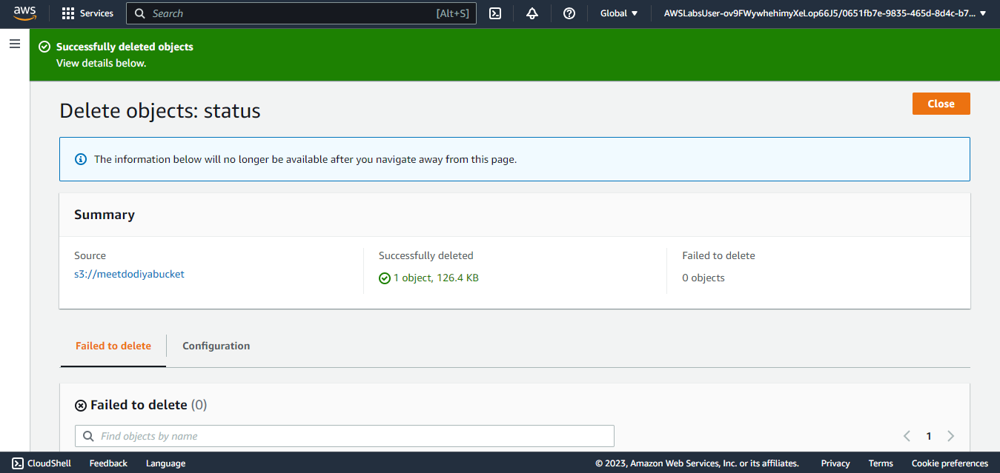 aws
Services
Search
[Alt+S]
Global
AWSLabsUser-ov9FWywhehimyXeLop66J5/0651fb7e-9835-465d-8d4c-b7...
Successfully deleted objects
View details below.
Delete objects: status
Close
The information below will no longer be available after you navigate away from this page.
Summary
Source
s3://meetdodiyabucket
Successfully deleted
1 object, 126.4 KB
Failed to delete
0 objects
Failed to delete
Configuration
Failed to delete (0)
Find objects by name
1
CloudShell
Feedback
Language
© 2023, Amazon Web Services, Inc. or its affiliates.
Privacy
Terms
Cookie preferences